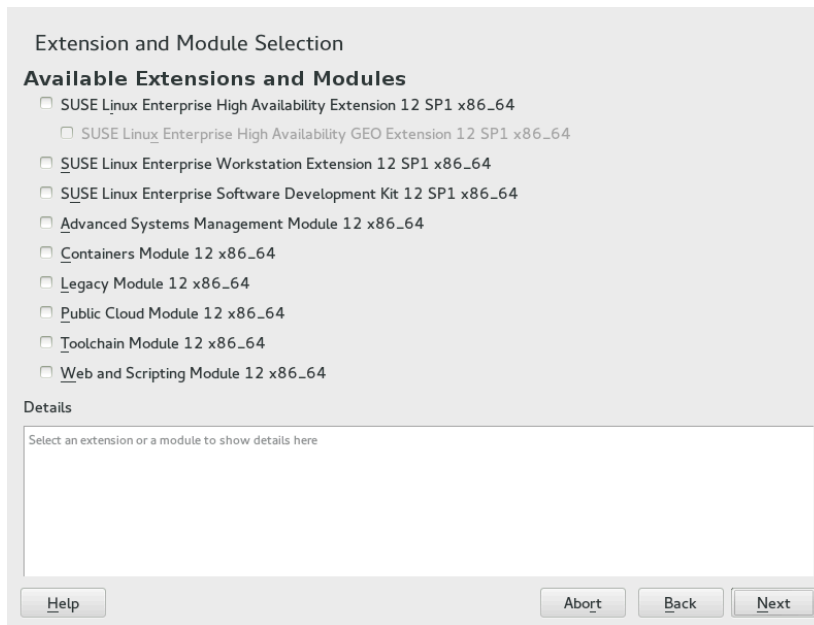 Extension and Module Selection
Available Extensions and Modules
SUSE Linux Enterprise High Availability Extension 12 SP1 x86_64
SUSE Linux Enterprise High Availability GEO Extension 12 SP1 x86_64
SUSE Linux Enterprise Workstation Extension 12 SP1 x86_64
SUSE Linux Enterprise Software Development Kit 12 SP1 x86_64
Advanced Systems Management Module 12 x86_64
Containers Module 12 x86_64
Legacy Module 12 x86_64
Public Cloud Module 12 x86_64
Toolchain Module 12 x86_64
Web and Scripting Module 12 x86_64
Details
Select an extension or a module to show details here
Help Abort Back Next